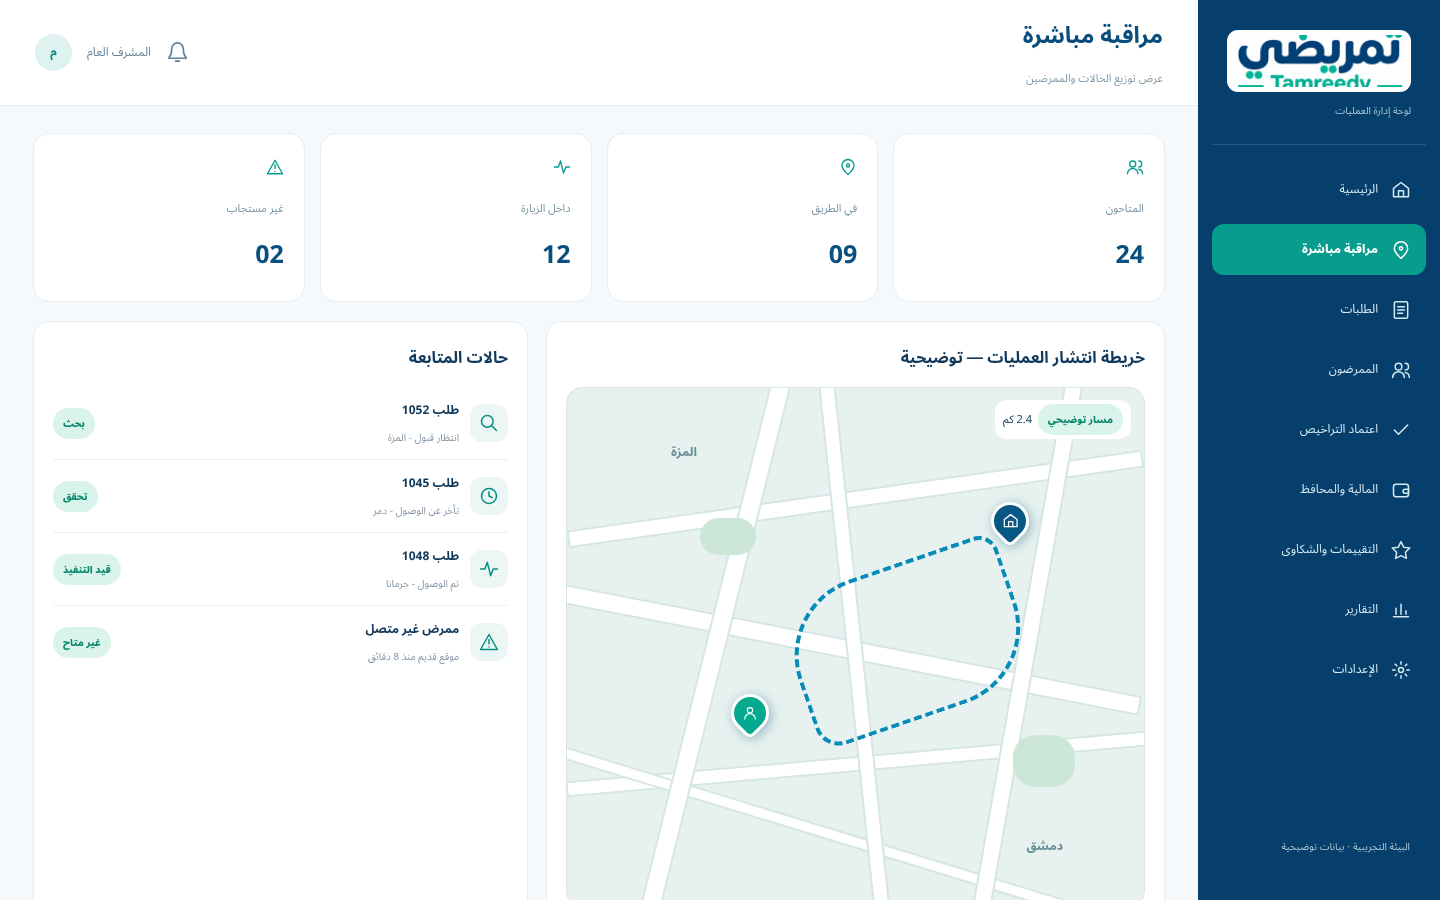 تمريضي
Tamreedy
لوحة إدارة العمليات
الرئيسية
مراقبة مباشرة
الطلبات
الممرضون
اعتماد التراخيص
المالية والمحافظ
التقييمات والشكاوى
التقارير
الإعدادات
البيئة التجريبية · بيانات توضيحية
مراقبة مباشرة
عرض توزيع الحالات والممرضين
المشرف العام
م
المتاحون
24
في الطريق
09
داخل الزيارة
12
غير مستجاب
02
خريطة انتشار العمليات — توضيحية
مسار توضيحي 2.4 كم
المزة
دمشق
حالات المتابعة
طلب 1052
انتظار قبول - المزة
بحث
طلب 1045
تأخر عن الوصول - دمر
تحقق
طلب 1048
تم الوصول - جرمانا
قيد التنفيذ
ممرض غير متصل
موقع قديم منذ 8 دقائق
غير متاح